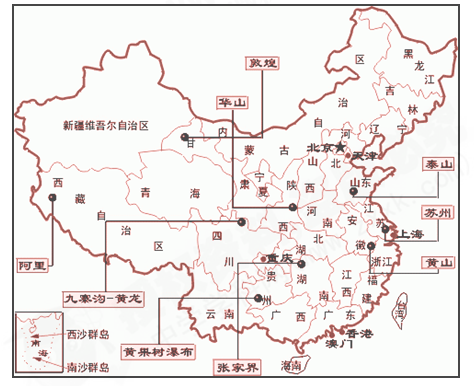 敦煌
华山
泰山
苏州
黄山
阿里
九寨沟-黄龙
黄果树瀑布
张家界
黑龙江
吉林
辽宁
内蒙古自治区
新疆维吾尔自治区
甘肃
北京
天津
河北
山西
山东
宁夏
陕西
青海
西藏自治区
河南
江苏
安徽
上海
四川
重庆
湖北
浙江
湖南
江西
福建
贵州
云南
广西
广东
台湾
香港
澳门
海南
南海
西沙群岛
南沙群岛